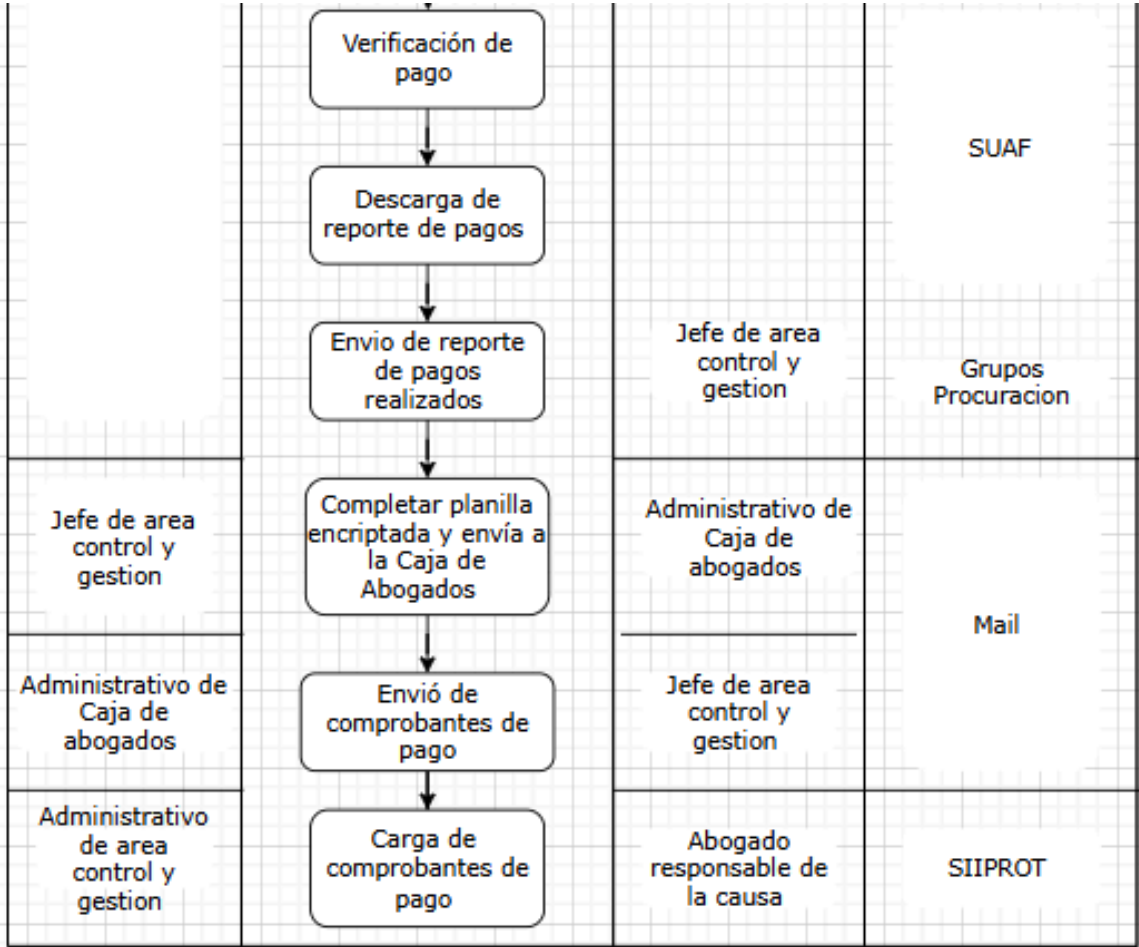 Verificación de
pago
SUAF
Descarga de
reporte de pagos
Envio de reporte
de pagos
realizados
Jefe de area
control y
gestion
Grupos
Procuracion
Jefe de area
control y
gestion
Completar planilla
encriptada y envía a
la Caja de
Abogados
Administrativo de
Caja de
abogados
Mail
Administrativo de
Caja de
abogados
Envió de
comprobantes de
pago
Jefe de area
control y
gestion
Administrativo
de area
control y
gestion
Carga de
comprobantes de
pago
Abogado
responsable de
la causa
SIIPROT